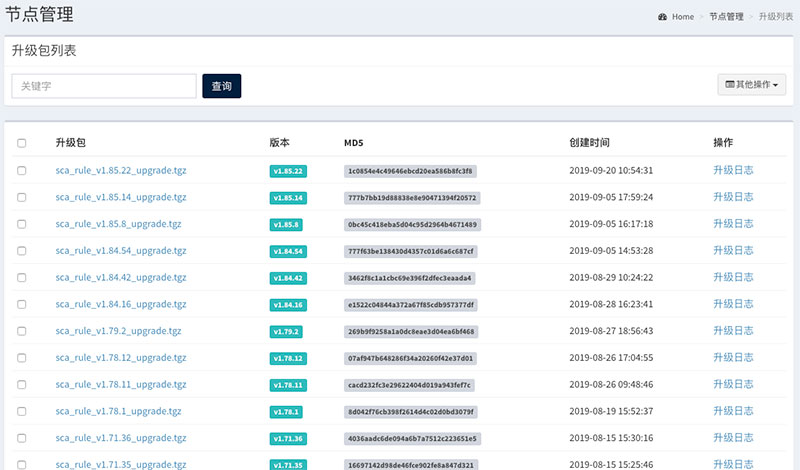 节点管理
Home > 节点管理 > 升级列表
升级包列表
关键字 查询 其他操作
升级包 版本 MD5 创建时间 操作
sca_rule_v1.85.22_upgrade.tgz v1.85.22 1c0854e4c49646ebcd20ea586b8fc3f8 2019-09-20 10:54:31 升级日志
sca_rule_v1.85.14_upgrade.tgz v1.85.14 777b7bb19d88838e8e90471394f20572 2019-09-05 17:59:24 升级日志
sca_rule_v1.85.8_upgrade.tgz v1.85.8 0bc45c418eba5d04c95d2964b4671489 2019-09-05 16:17:18 升级日志
sca_rule_v1.84.54_upgrade.tgz v1.84.54 777f63be138430d4357c01d6a6c687cf 2019-09-05 14:53:28 升级日志
sca_rule_v1.84.42_upgrade.tgz v1.84.42 3462f8c1a1cbc69e396f2dfec3eaada4 2019-08-29 10:24:22 升级日志
sca_rule_v1.84.16_upgrade.tgz v1.84.16 e1522c04844a372a67f85cdb957377df 2019-08-28 16:23:41 升级日志
sca_rule_v1.79.2_upgrade.tgz v1.79.2 269b9f9258a1a0dc8eae3d04ea6bf468 2019-08-27 18:56:43 升级日志
sca_rule_v1.78.12_upgrade.tgz v1.78.12 07af947b648286f34a20260f42e37d01 2019-08-26 17:04:55 升级日志
sca_rule_v1.78.11_upgrade.tgz v1.78.11 cacd232fc3e29622404d019a943fef7c 2019-08-26 09:48:46 升级日志
sca_rule_v1.78.1_upgrade.tgz v1.78.1 8d042f76cb398f2614d4c02d0bd3079f 2019-08-19 15:52:37 升级日志
sca_rule_v1.71.36_upgrade.tgz v1.71.36 4036aadc6de094a6b7a7512c223651e5 2019-08-15 15:30:16 升级日志
sca_rule_v1.71.35_upgrade.tgz v1.71.35 16697142d98de46fce902fe8a847d321 2019-08-15 15:25:46 升级日志